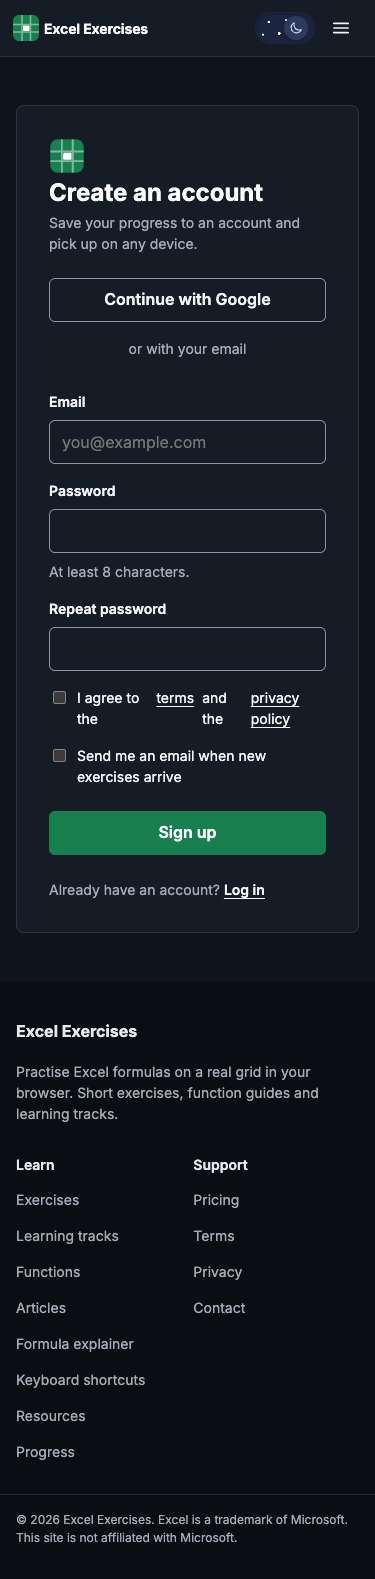 Excel Exercises
Create an account
Save your progress to an account and
pick up on any device.
Continue with Google
or with your email
Email
you@example.com
Password
At least 8 characters.
Repeat password
I agree to the terms and the privacy policy
Send me an email when new
exercises arrive
Sign up
Already have an account? Log in
Excel Exercises
Practise Excel formulas on a real grid in your
browser. Short exercises, function guides and
learning tracks.
Learn
Exercises
Learning tracks
Functions
Articles
Formula explainer
Keyboard shortcuts
Resources
Progress
Support
Pricing
Terms
Privacy
Contact
© 2026 Excel Exercises. Excel is a trademark of Microsoft.
This site is not affiliated with Microsoft.